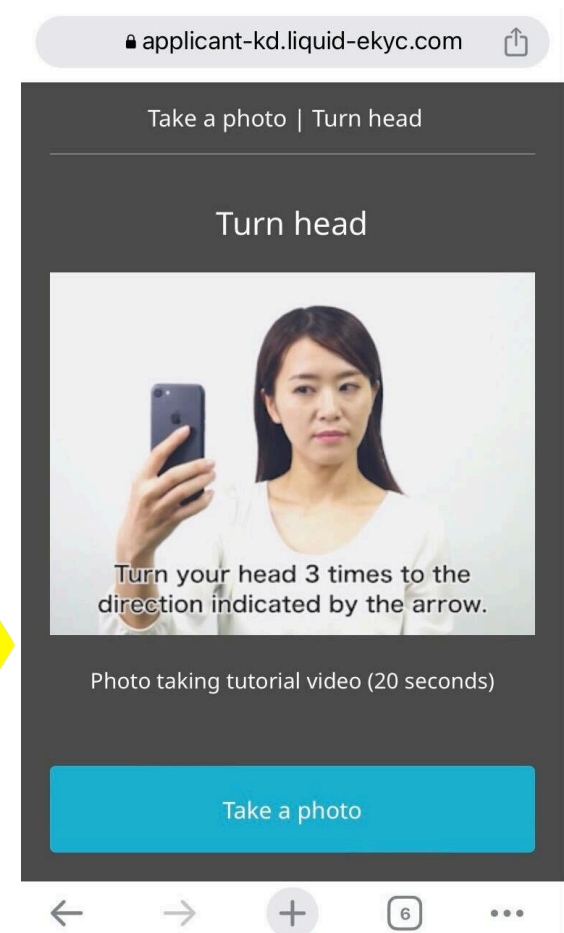 applicant-kd.liquid-ekyc.com
Take a photo | Turn head
Turn head
Turn your head 3 times to the
direction indicated by the arrow.
Photo taking tutorial video (20 seconds)
Take a photo
6